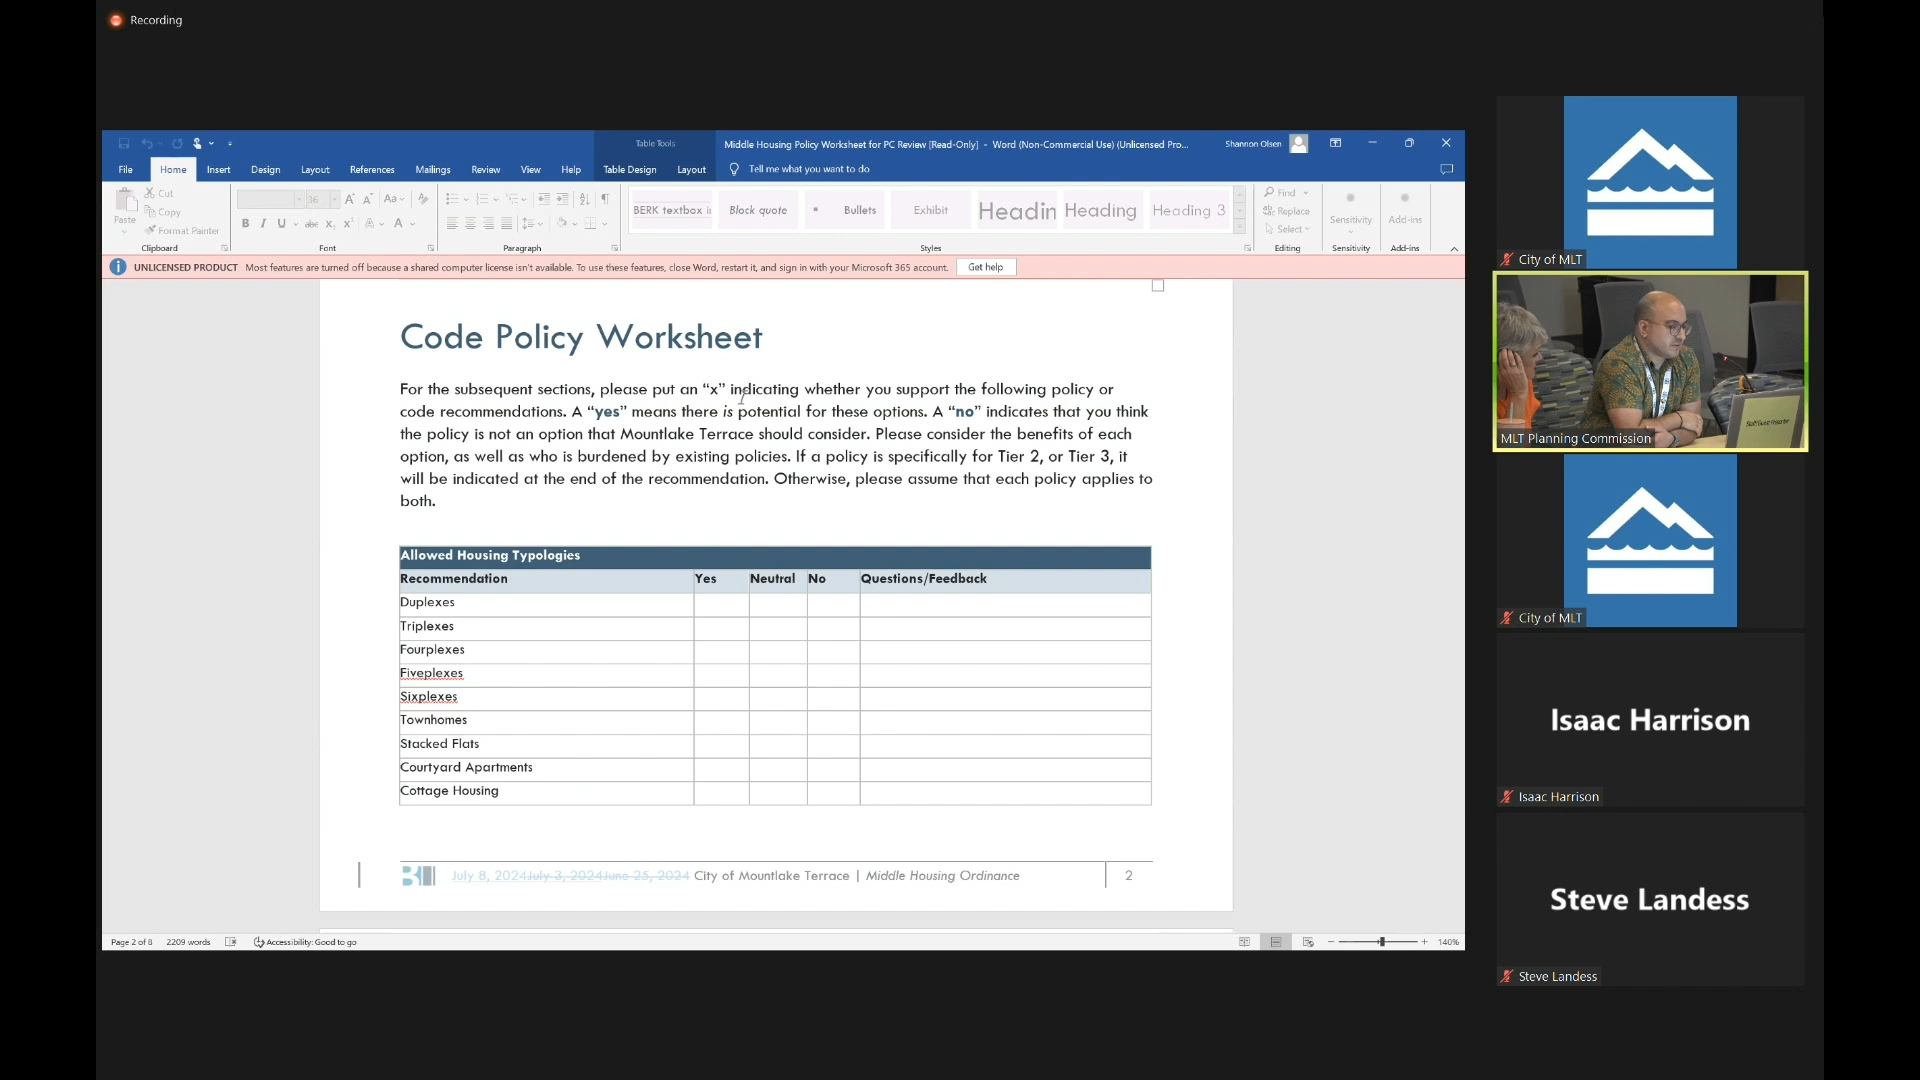 Recording
Table Tools
Middle Housing Policy Worksheet for PC Review [Read-Only] - Word (Non-Commercial Use) (Unlicensed Pro...
Shannon Olsen
File Home Insert Design Layout References Mailings Review View Help Table Design Layout Tell me what you want to do
Paste
Cut
Copy
Format Painter
Clipboard
36
Font
Paragraph
BERK textbox
Block quote
Bullets
Exhibit
Headin
Heading
Heading 3
Styles
Find
Replace
Select
Editing
Sensitivity
Sensitivity
Add-ins
Add-ins
UNLICENSED PRODUCT Most features are turned off because a shared computer license isn't available. To use these features, close Word, restart it, and sign in with your Microsoft 365 account. Get help
Code Policy Worksheet
For the subsequent sections, please put an “x” indicating whether you support the following policy or
code recommendations. A “yes” means there is potential for these options. A “no” indicates that you think
the policy is not an option that Mountlake Terrace should consider. Please consider the benefits of each
option, as well as who is burdened by existing policies. If a policy is specifically for Tier 2, or Tier 3, it
will be indicated at the end of the recommendation. Otherwise, please assume that each policy applies to
both.
Allowed Housing Typologies
Recommendation Yes Neutral No Questions/Feedback
Duplexes
Triplexes
Fourplexes
Fiveplexes
Sixplexes
Townhomes
Stacked Flats
Courtyard Apartments
Cottage Housing
July 8, 2024July 3, 2024June 25, 2024 City of Mountlake Terrace | Middle Housing Ordinance 2
Page 2 of 8 2209 words Accessibility: Good to go 140%
City of MLT
MLT Planning Commission
City of MLT
Isaac Harrison
Isaac Harrison
Steve Landess
Steve Landess